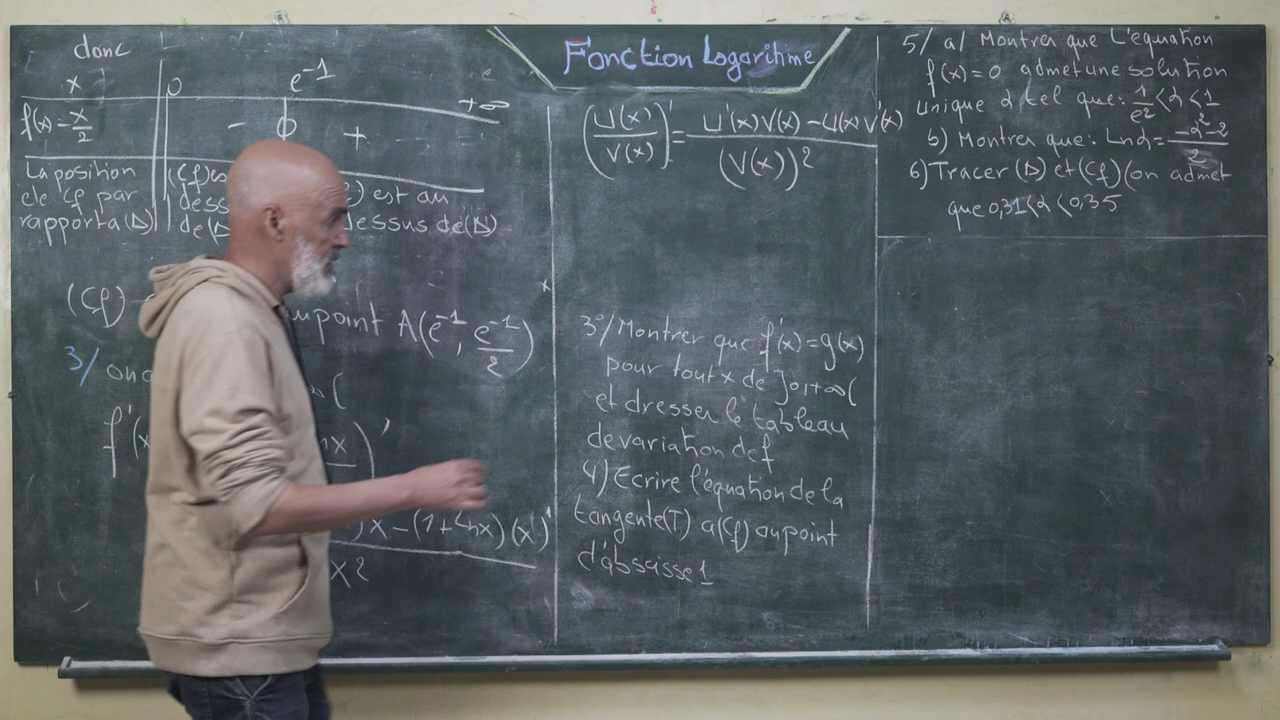 Fonction Logarithme
donc
x 0 e⁻¹ +∞
f(x) - x/2 - 0 +
La position
de Cf par
rapport a (Δ)
(Cf) est au
dessus de (Δ)
(Cf) au point A(e⁻¹, e⁻¹/2)
3/ on a
f'(x
)x - (1+Lnx)(x)'
x²
(U(x)/V(x))' = U'(x)V(x) - U(x)V'(x) / (V(x))²
3°/ Montrer que f'(x) = g(x)
pour tout x de ]0,+∞(
et dresser le tableau
de variation de f
4) Ecrire l'équation de la
tangente (T) a (Cf) au point
d'absaisse 1
5/ a/ Montrer que L'équation
f(x) = 0 admet une solution
unique α tel que : 1/e² < α < 1
b) Montrer que : Lnα = -α²-2/2
6) Tracer (Δ) et (Cf) (on admet
que 0,31 < α < 0,35